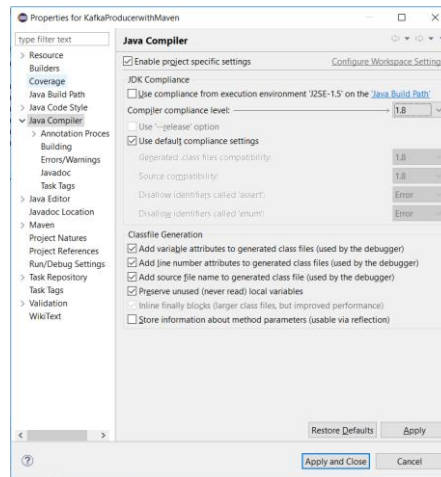 Properties for KafkaProducerwithMaven
type filter text
Resource
Builders
Coverage
Java Build Path
Java Code Style
Java Compiler
Annotation Proces
Building
Errors/Warnings
Javadoc
Task Tags
Java Editor
Javadoc Location
Maven
Project Natures
Project References
Run/Debug Settings
Task Repository
Task Tags
Validation
WikiText
Java Compiler
Enable project specific settings
Configure Workspace Setting
JDK Compliance
Use compliance from execution environment 'J2SE-1.5' on the 'Java Build Path'
Compiler compliance level: 1.8
Use '--release' option
Use default compliance settings
Generated .class files compatibility: 1.8
Source compatibility: 1.8
Disallow identifiers called 'assert': Error
Disallow identifiers called 'enum': Error
Classfile Generation
Add variable attributes to generated class files (used by the debugger)
Add line number attributes to generated class files (used by the debugger)
Add source file name to generated class file (used by the debugger)
Preserve unused (never read) local variables
Inline finally blocks (larger class files, but improved performance)
Store information about method parameters (usable via reflection)
Restore Defaults Apply
Apply and Close Cancel